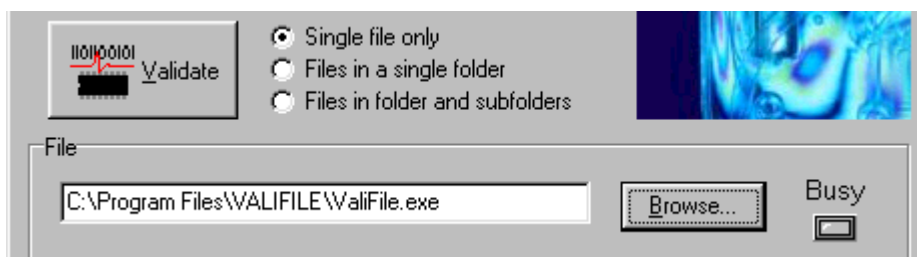 1101100101
Validate
Single file only
Files in a single folder
Files in folder and subfolders
File
C:\Program Files\VALIFILE\ValiFile.exe
Browse...
Busy